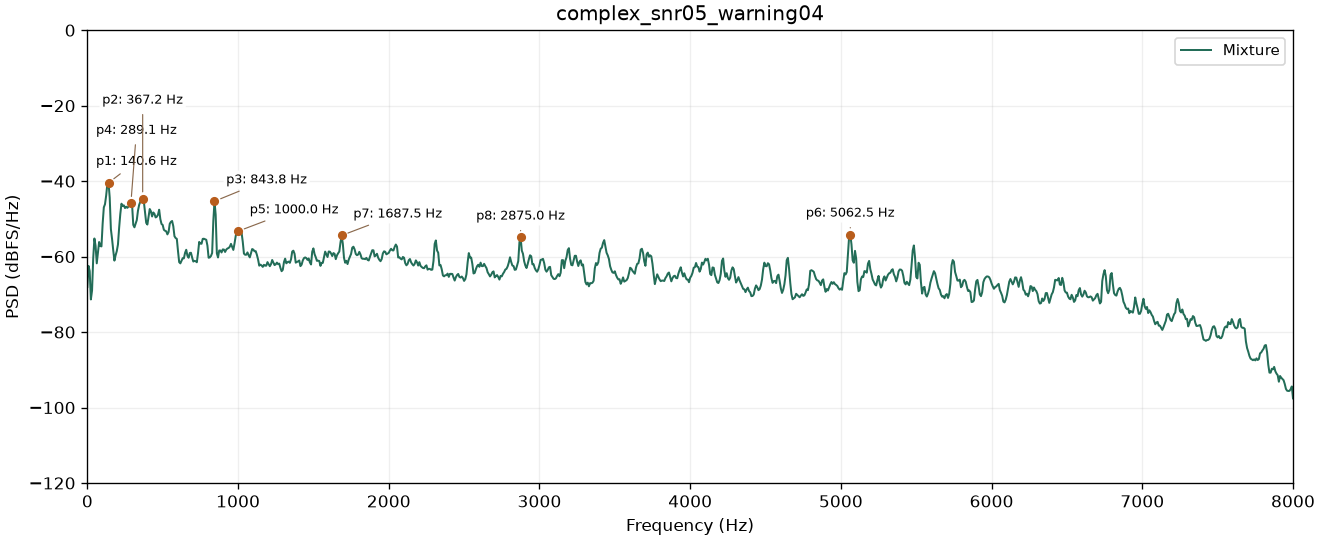 complex_snr05_warning04
Mixture
p2: 367.2 Hz
p4: 289.1 Hz
p1: 140.6 Hz
p3: 843.8 Hz
p5: 1000.0 Hz
p7: 1687.5 Hz
p8: 2875.0 Hz
p6: 5062.5 Hz
PSD (dBFS/Hz)
0
−20
−40
−60
−80
−100
−120
0 1000 2000 3000 4000 5000 6000 7000 8000
Frequency (Hz)